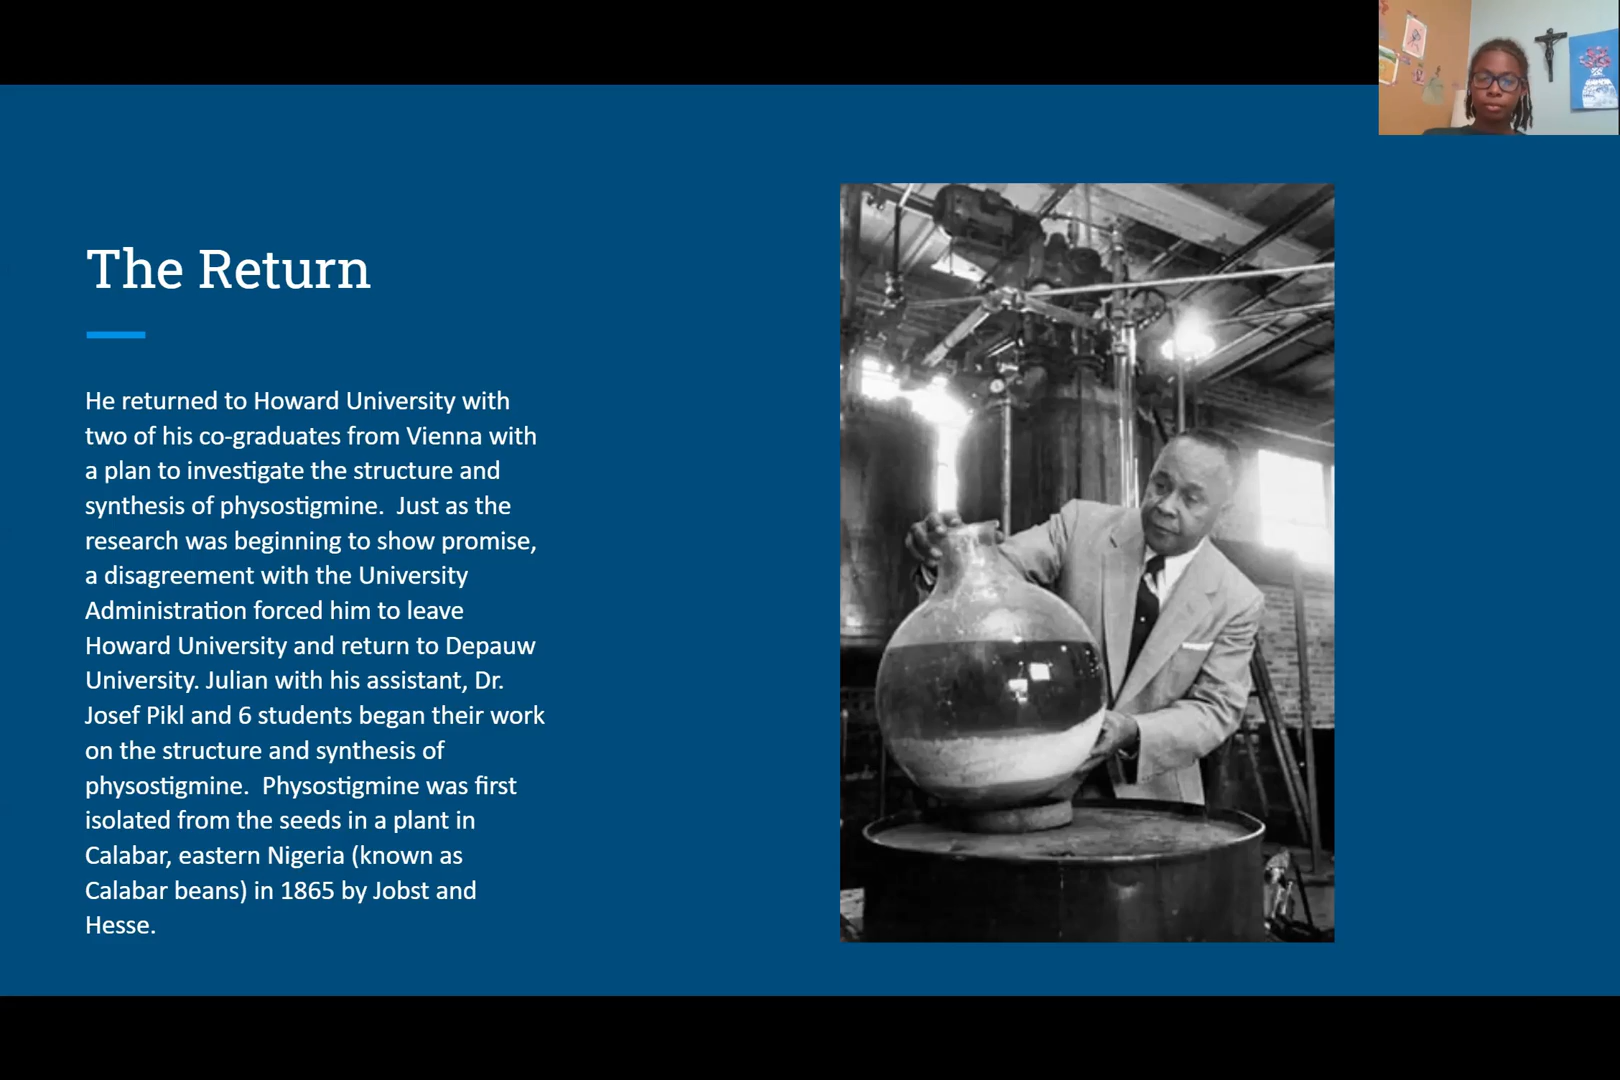 The Return
He returned to Howard University with
two of his co-graduates from Vienna with
a plan to investigate the structure and
synthesis of physostigmine.  Just as the
research was beginning to show promise,
a disagreement with the University
Administration forced him to leave
Howard University and return to Depauw
University. Julian with his assistant, Dr.
Josef Pikl and 6 students began their work
on the structure and synthesis of
physostigmine.  Physostigmine was first
isolated from the seeds in a plant in
Calabar, eastern Nigeria (known as
Calabar beans) in 1865 by Jobst and
Hesse.